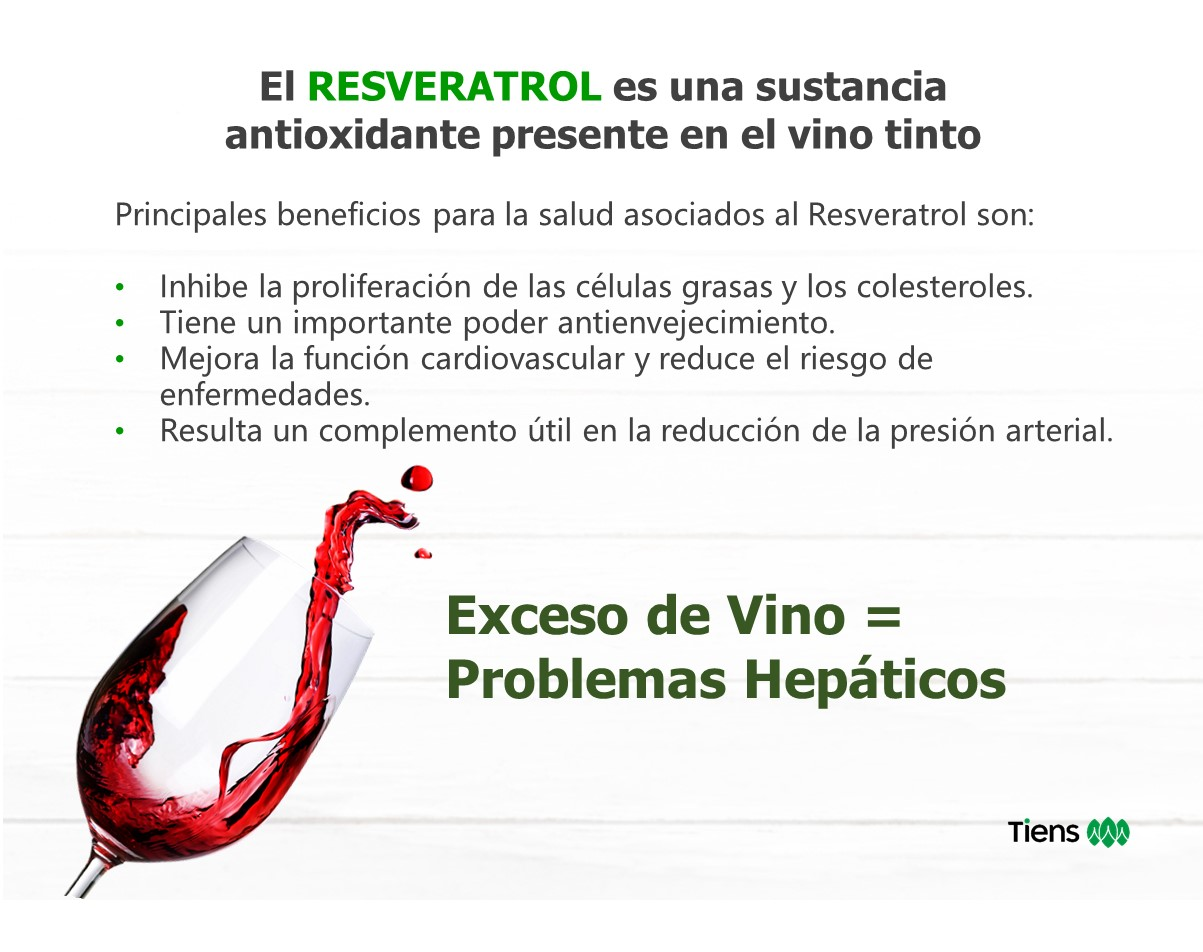 El RESVERATROL es una sustancia
antioxidante presente en el vino tinto
Principales beneficios para la salud asociados al Resveratrol son:
• Inhibe la proliferación de las células grasas y los colesteroles.
• Tiene un importante poder antienvejecimiento.
• Mejora la función cardiovascular y reduce el riesgo de
enfermedades.
• Resulta un complemento útil en la reducción de la presión arterial.
Exceso de Vino =
Problemas Hepáticos
Tiens